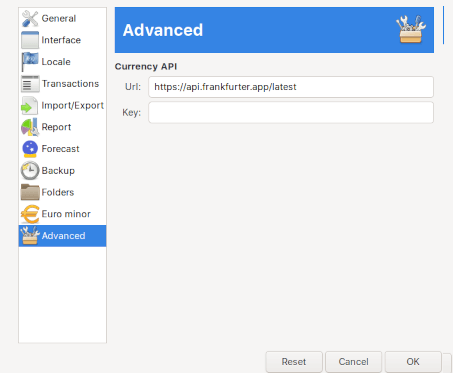 General
Interface
Locale
Transactions
Import/Export
Report
Forecast
Backup
Folders
Euro minor
Advanced
Advanced
Currency API
Url: https://api.frankfurter.app/latest
Key:
Reset Cancel OK